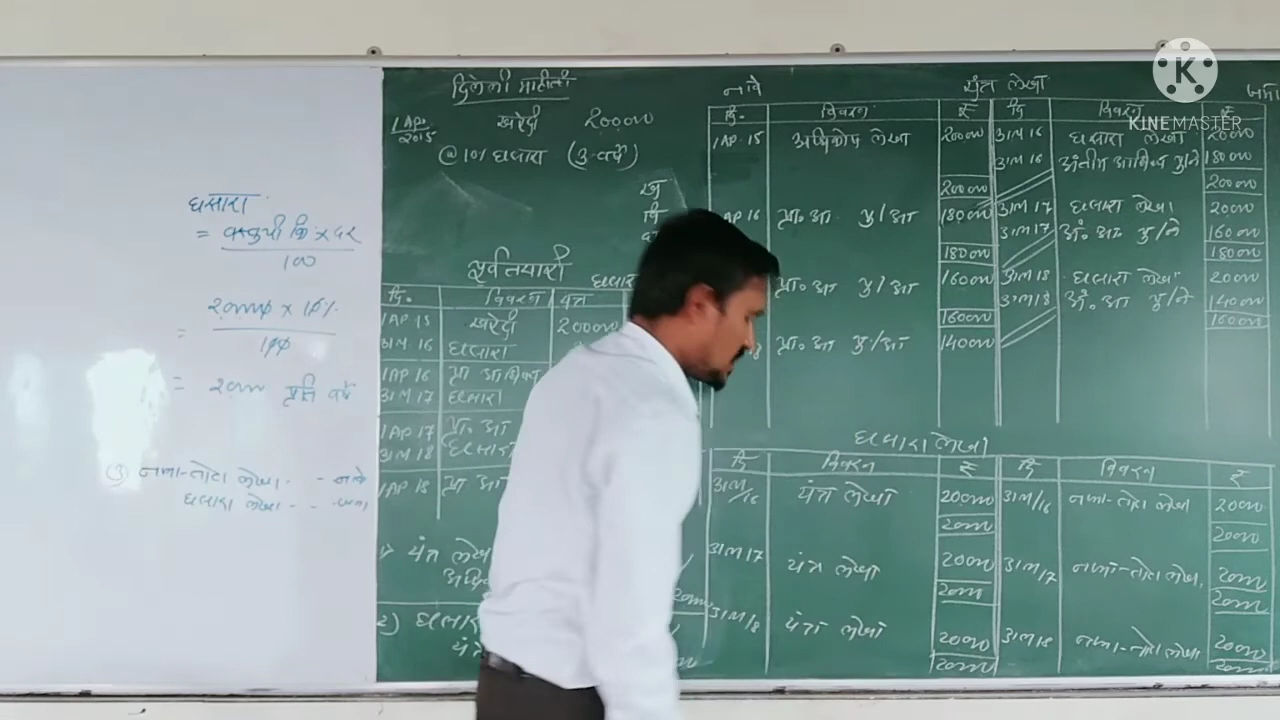 घसारा
= वस्तूची किं × दर
100
= 20000 × 10%
100
= 2000 प्रति वर्ष
3) नफा-तोटा लेखा - नावे
घसारा लेखा - - - जमा
दिलेली माहिती
1 Apr 2015 खरेदी 20000
@ 10% घसारा (3 वर्षे)
पूर्वतयारी
दि. विवरण यंत्र
1 AP 15 खरेदी 20000
31 M 16 घसारा
1 AP 16
31 M 17 घसारा
1 AP 17 प्रा. आ
31 M 18 घसारा
1 AP 18 प्रा आ
1) यंत्र लेखा
2) घसारा
नावे यंत्र लेखा जमा
दि. विवरण ₹ दि विवरण ₹
1 AP 15 अधिकोष लेखा 20000 31 M 16 घसारा लेखा 2000
31 M 16 18000
20000 20000
AP 16 प्रा. आ पु/आ 18000 31 M 17 घसारा लेखा 2000
31 M 17 अं. आ पु/ने 16000
18000 18000
प्रा. आ पु/आ 16000 31 M 18 घसारा लेखा 2000
31 M 18 अं. आ पु/ने 14000
16000 16000
प्रा. आ पु/आ 14000
घसारा लेखा
दि विवरण ₹ दि विवरण ₹
31 M/16 यंत्र लेखा 2000 31 M/16 नफा-तोटा लेखा 2000
2000 2000
31 M 17 यंत्र लेखा 2000 31 M 17 नफा-तोटा लेखा 2000
2000 2000
31 M 18 यंत्र लेखा 2000 31 M 18 नफा-तोटा लेखा 2000
2000 2000
K
KINEMASTER